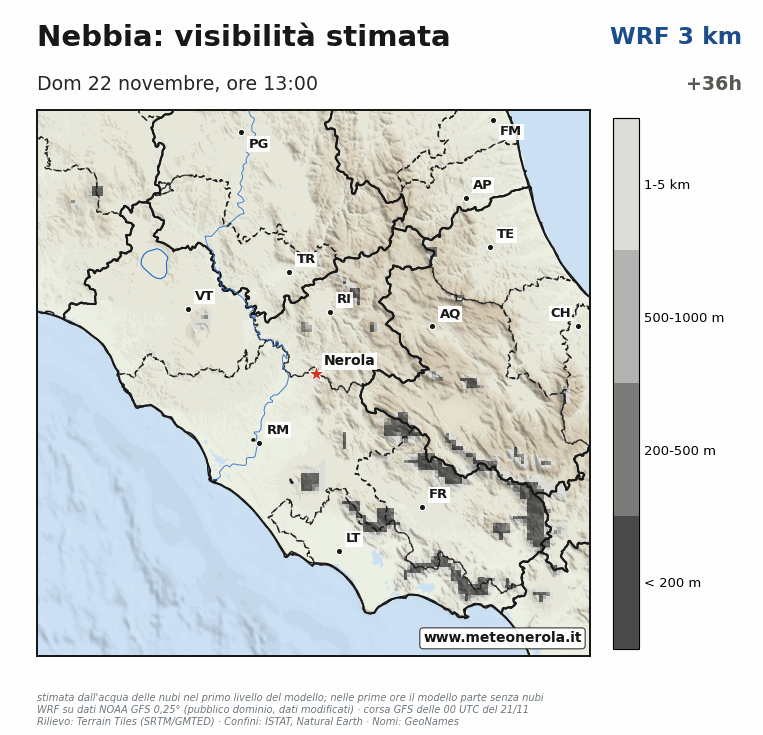 Nebbia: visibilità stimata
WRF 3 km
Dom 22 novembre, ore 13:00
+36h
FM
PG
AP
TE
TR
VT
RI
AQ
CH
Nerola
RM
FR
LT
www.meteonerola.it
1-5 km
500-1000 m
200-500 m
< 200 m
stimata dall'acqua delle nubi nel primo livello del modello; nelle prime ore il modello parte senza nubi
WRF su dati NOAA GFS 0,25° (pubblico dominio, dati modificati) · corsa GFS delle 00 UTC del 21/11
Rilievo: Terrain Tiles (SRTM/GMTED) · Confini: ISTAT, Natural Earth · Nomi: GeoNames